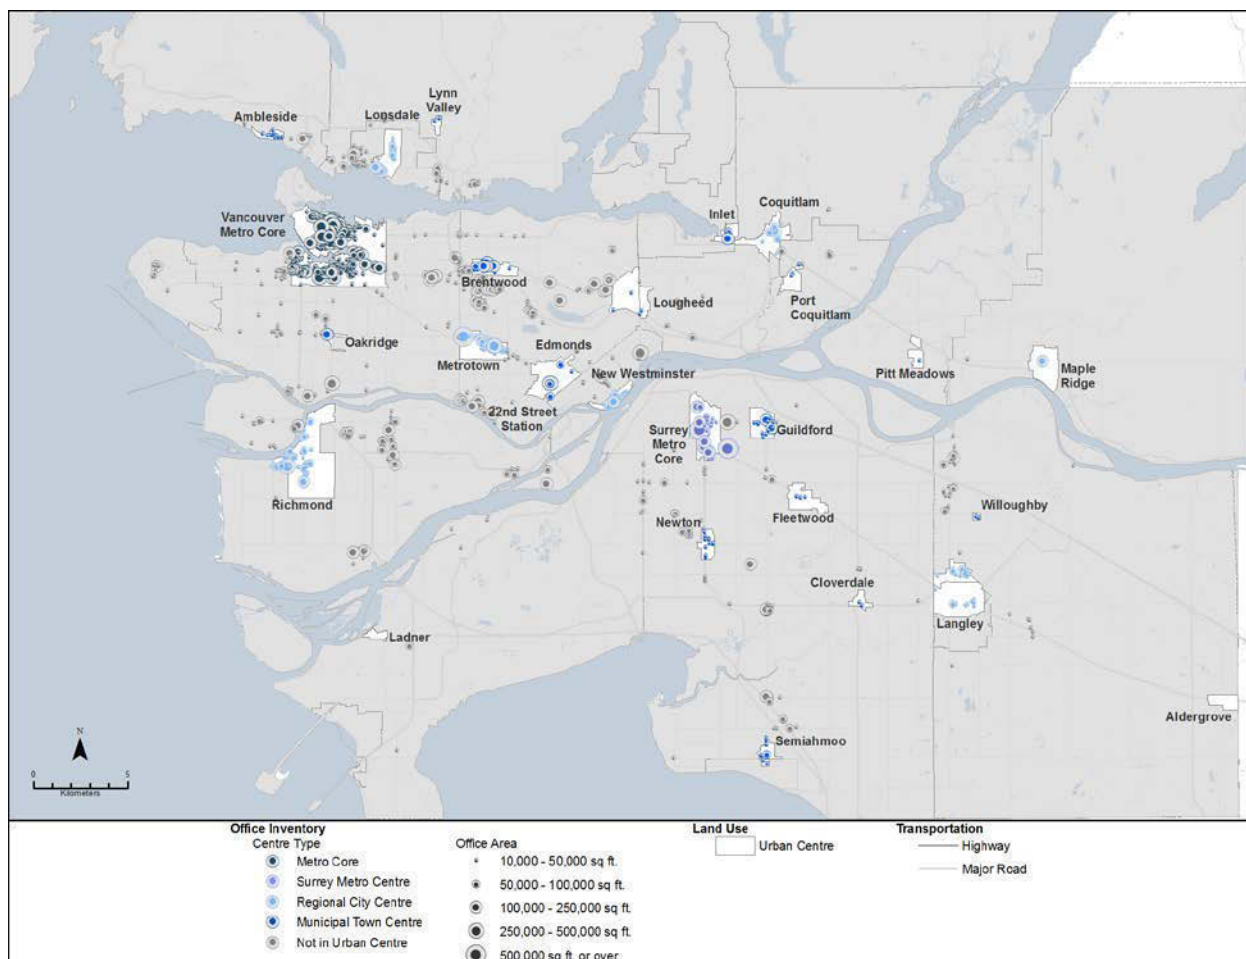 Lynn
Valley
Ambleside
Lonsdale
Vancouver
Metro Core
Inlet
Coquitlam
Brentwood
Lougheed
Port
Coquitlam
Oakridge
Edmonds
Metrotown
New Westminster
Pitt Meadows
Maple
Ridge
22nd Street
Station
Surrey
Metro
Core
Guildford
Richmond
Fleetwood
Willoughby
Newton
Cloverdale
Langley
Ladner
Aldergrove
Semiahmoo
N
0 5
Kilometers
Office Inventory
Centre Type
Metro Core
Surrey Metro Centre
Regional City Centre
Municipal Town Centre
Not in Urban Centre
Office Area
10,000 - 50,000 sq ft.
50,000 - 100,000 sq ft.
100,000 - 250,000 sq ft.
250,000 - 500,000 sq ft.
500,000 sq ft. or over
Land Use
Urban Centre
Transportation
Highway
Major Road